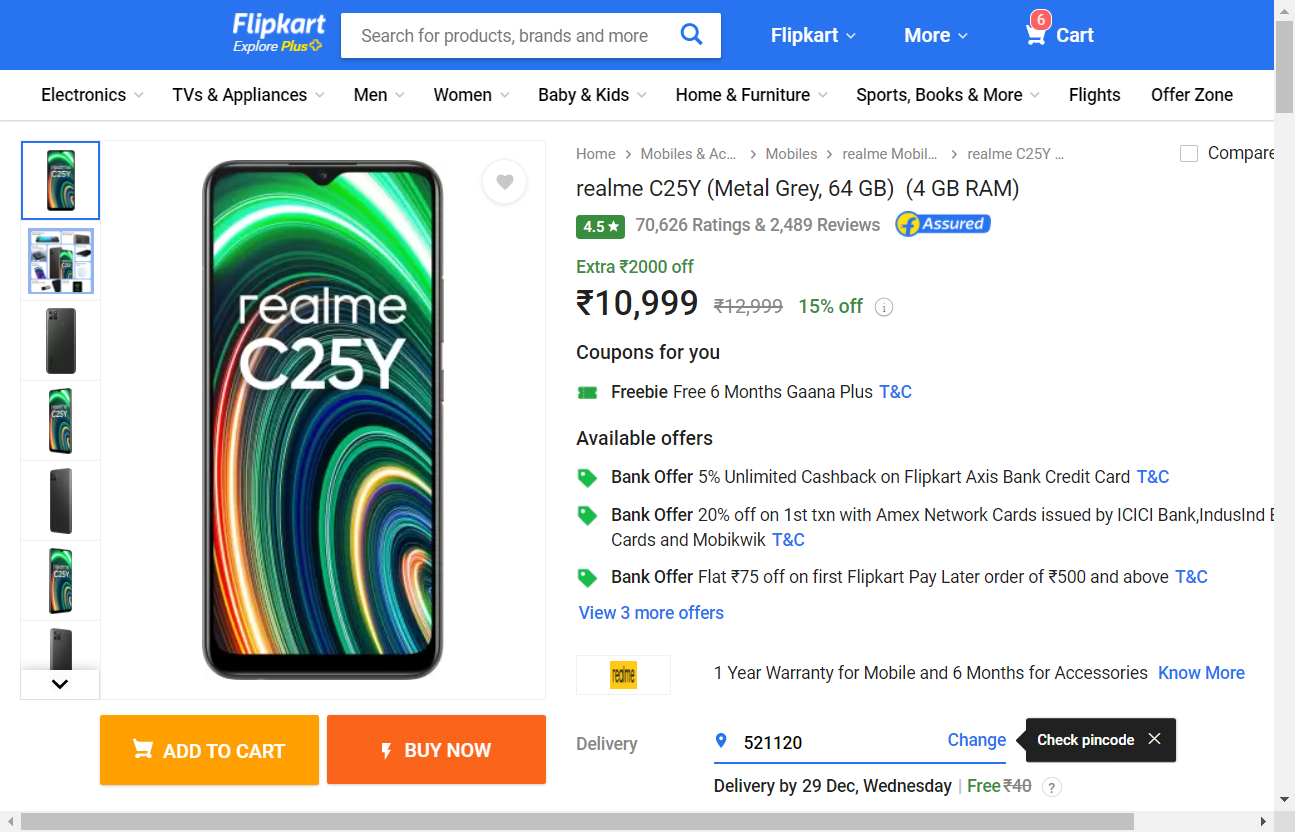 Flipkart
Explore Plus
Search for products, brands and more
Flipkart
More
6
Cart
Electronics
TVs & Appliances
Men
Women
Baby & Kids
Home & Furniture
Sports, Books & More
Flights
Offer Zone
Home
Mobiles & Ac...
Mobiles
realme Mobil...
realme C25Y ...
Compare
realme C25Y (Metal Grey, 64 GB) (4 GB RAM)
4.5 ★ 70,626 Ratings & 2,489 Reviews
Assured
Extra ₹2000 off
₹10,999 ₹12,999 15% off
Coupons for you
Freebie Free 6 Months Gaana Plus T&C
Available offers
Bank Offer 5% Unlimited Cashback on Flipkart Axis Bank Credit Card T&C
Bank Offer 20% off on 1st txn with Amex Network Cards issued by ICICI Bank,IndusInd
Cards and Mobikwik T&C
Bank Offer Flat ₹75 off on first Flipkart Pay Later order of ₹500 and above T&C
View 3 more offers
realme
1 Year Warranty for Mobile and 6 Months for Accessories Know More
Delivery
521120
Change
Check pincode
Delivery by 29 Dec, Wednesday | Free ₹40 ?
realme
C25Y
ADD TO CART
BUY NOW